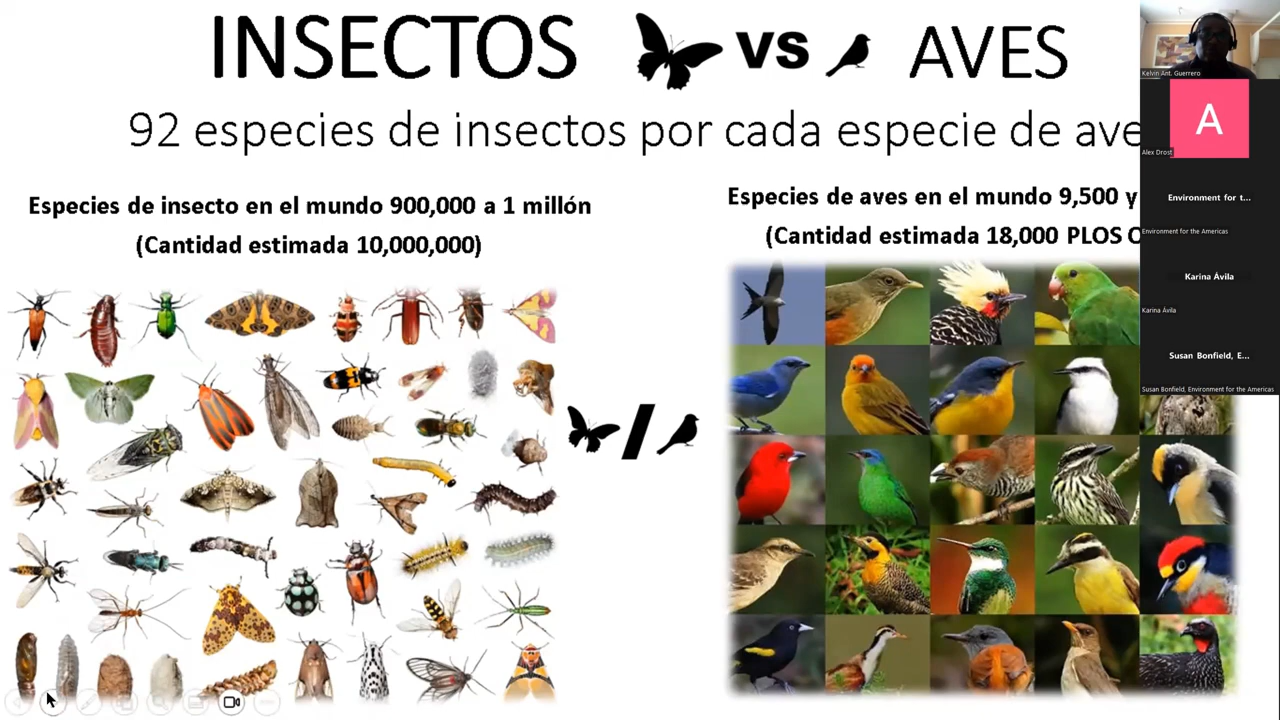 INSECTOS VS AVES
92 especies de insectos por cada especie de ave
Especies de insecto en el mundo 900,000 a 1 millón
(Cantidad estimada 10,000,000)
Especies de aves en el mundo 9,500 y
(Cantidad estimada 18,000 PLOS
Kelvin Ant. Guerrero
A
Alex Drost
Environment for t...
Environment for the Americas
Karina Ávila
Karina Ávila
Susan Bonfield, E...
Susan Bonfield, Environment for the Americas